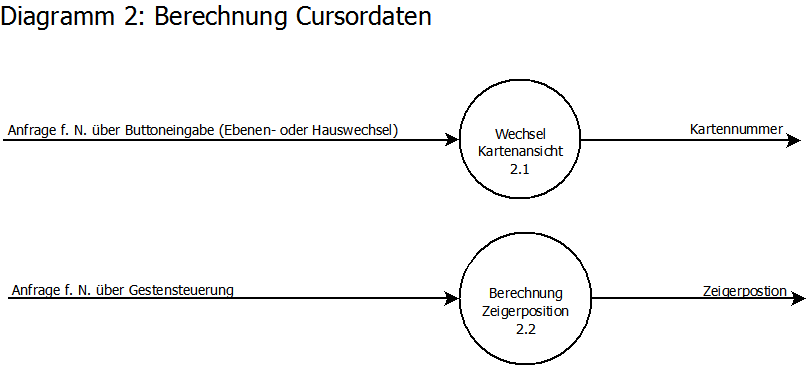 Diagramm 2: Berechnung Cursordaten
Anfrage f. N. über Buttoneingabe (Ebenen- oder Hauswechsel)
Wechsel
Kartenansicht
2.1
Kartennummer
Anfrage f. N. über Gestensteuerung
Berechnung
Zeigerposition
2.2
Zeigerpostion